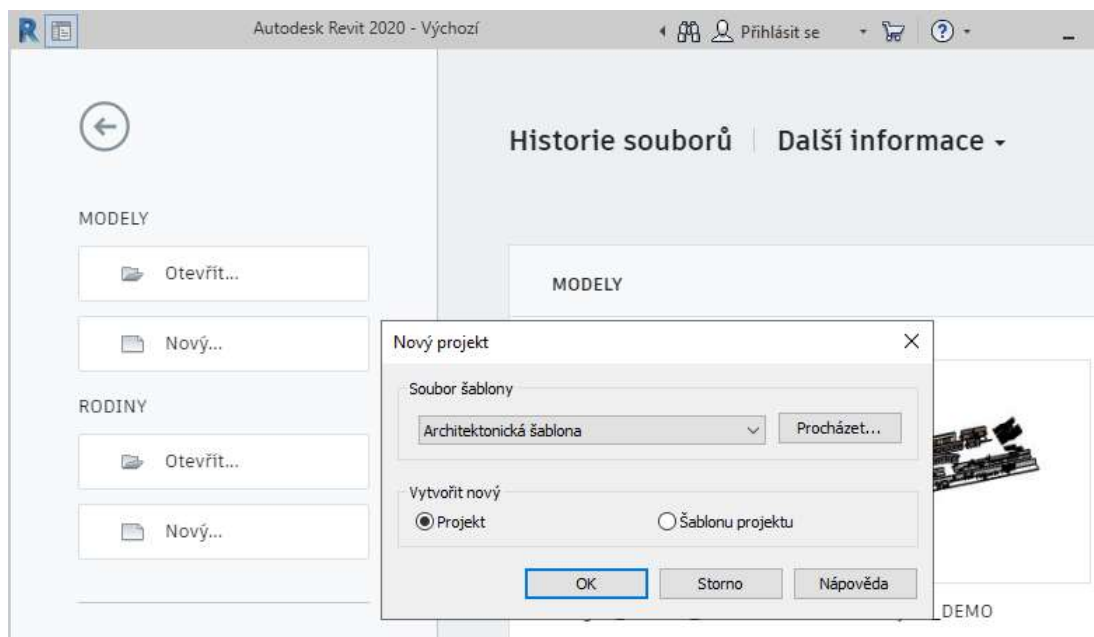 Autodesk Revit 2020 - Výchozí
Přihlásit se
Historie souborů
Další informace
MODELY
Otevřít...
Nový...
RODINY
Otevřít...
Nový...
MODELY
Nový projekt
Soubor šablony
Architektonická šablona
Procházet...
Vytvořit nový
Projekt
Šablonu projektu
OK
Storno
Nápověda
_DEMO